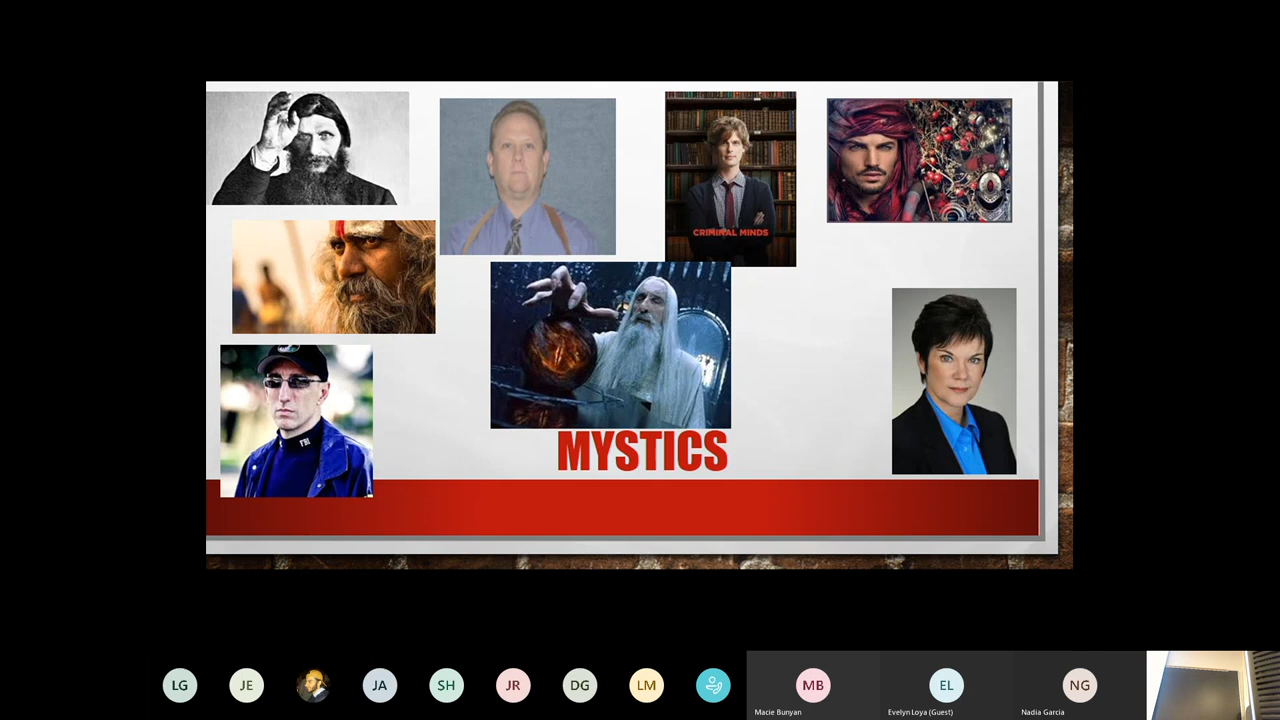 CRIMINAL MINDS
FBI
MYSTICS
LG
JE
JA
SH
JR
DG
LM
MB
EL
NG
Macie Bunyan
Evelyn Loya (Guest)
Nadia Garcia